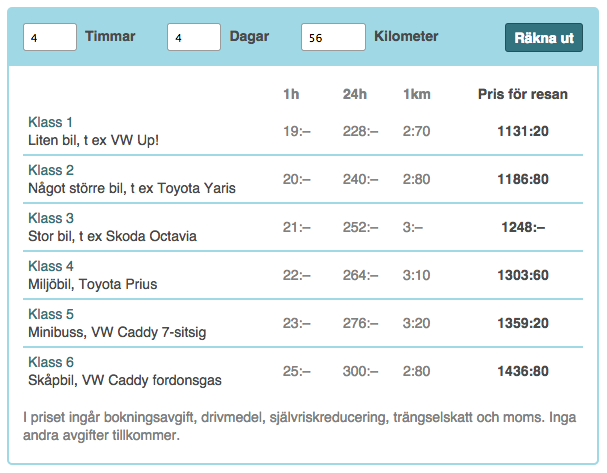 4 Timmar 4 Dagar 56 Kilometer Räkna ut
1h 24h 1km Pris för resan
Klass 1
Liten bil, t ex VW Up! 19:– 228:– 2:70 1131:20
Klass 2
Något större bil, t ex Toyota Yaris 20:– 240:– 2:80 1186:80
Klass 3
Stor bil, t ex Skoda Octavia 21:– 252:– 3:– 1248:–
Klass 4
Miljöbil, Toyota Prius 22:– 264:– 3:10 1303:60
Klass 5
Minibuss, VW Caddy 7-sitsig 23:– 276:– 3:20 1359:20
Klass 6
Skåpbil, VW Caddy fordonsgas 25:– 300:– 2:80 1436:80
I priset ingår bokningsavgift, drivmedel, självriskreducering, trängselskatt och moms. Inga
andra avgifter tillkommer.